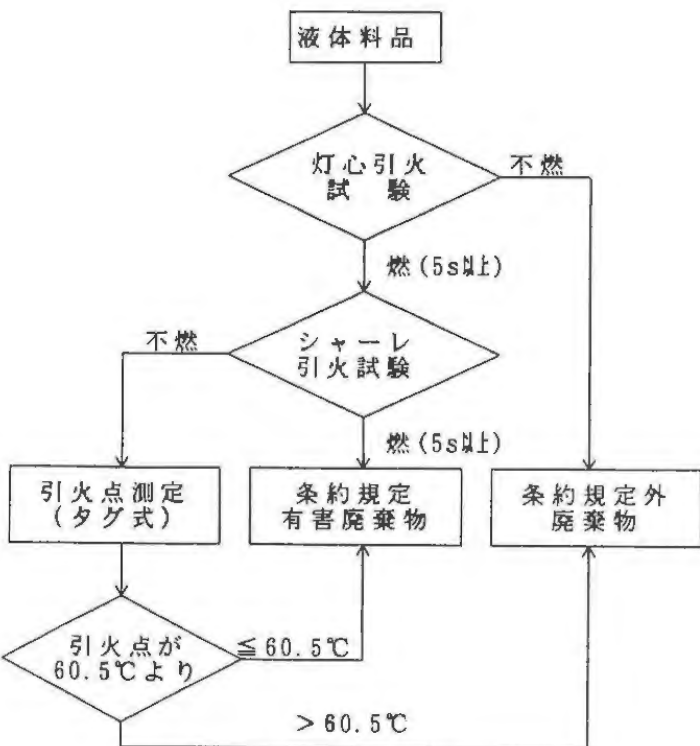 液体料品
灯心引火
試験
不燃
燃(5s以上)
不燃
シャーレ
引火試験
燃(5s以上)
引火点測定
(タグ式)
条約規定
有害廃棄物
条約規定外
廃棄物
引火点が
60.5℃より
≦60.5℃
>60.5℃